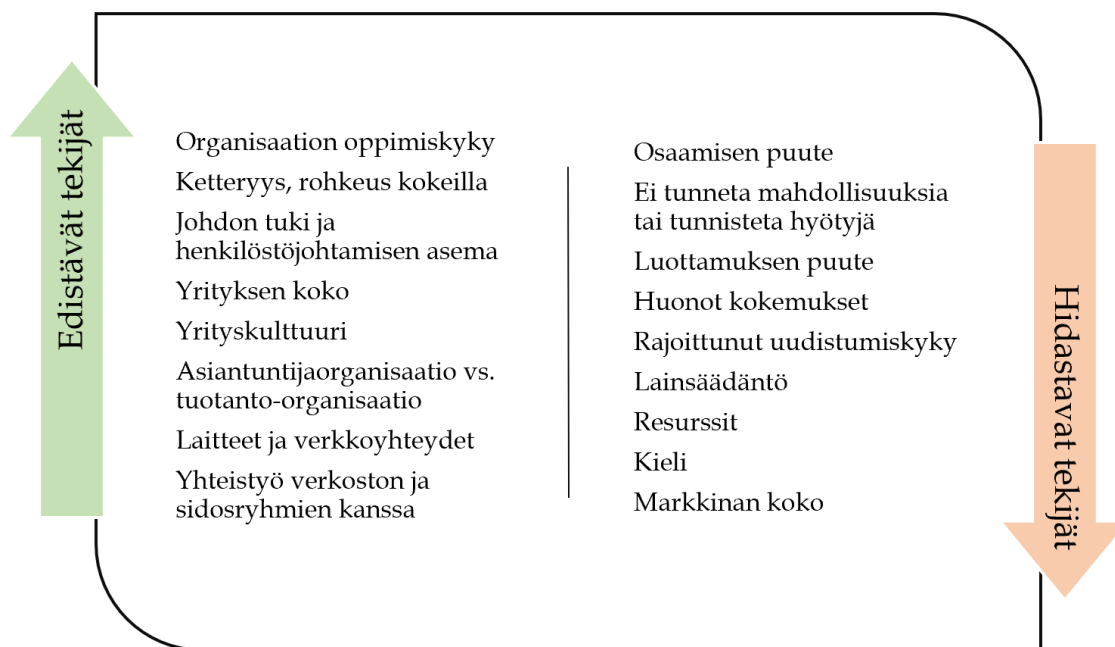 Edistävät tekijät
Organisaation oppimiskyky
Ketteryys, rohkeus kokeilla
Johdon tuki ja
henkilöstöjohtamisen asema
Yrityksen koko
Yrityskulttuuri
Asiantuntijaorganisaatio vs.
tuotanto-organisaatio
Laitteet ja verkkoyhteydet
Yhteistyö verkoston ja
sidosryhmien kanssa
Osaamisen puute
Ei tunneta mahdollisuuksia
tai tunnisteta hyötyjä
Luottamuksen puute
Huonot kokemukset
Rajoittunut uudistumiskyky
Lainsäädäntö
Resurssit
Kieli
Markkinan koko
Hidastavat tekijät